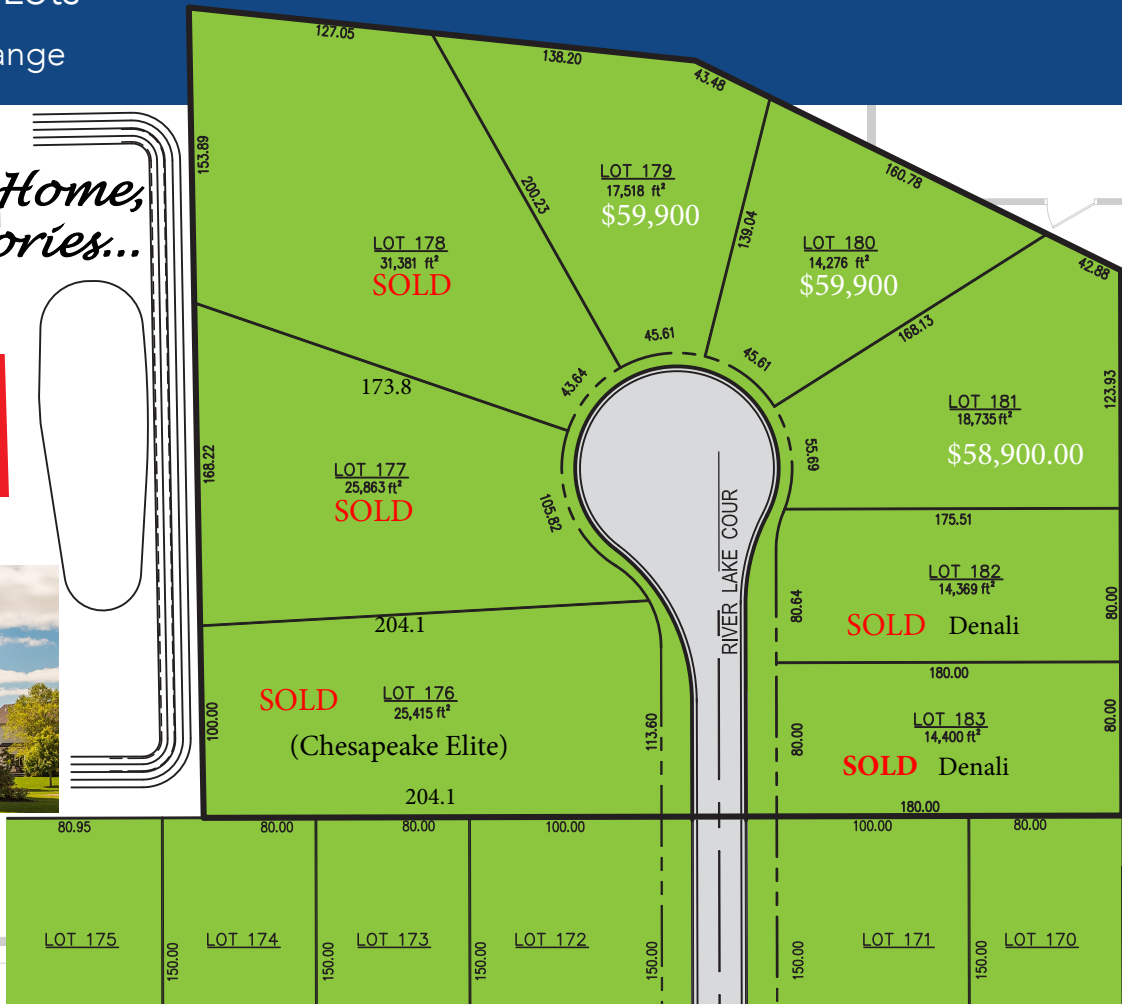 Lots
ange
Home,
ories...
127.05
138.20
43.48
153.89
200.23
139.04
160.78
42.88
LOT 179
17,518 ft²
$59,900
LOT 178
31,381 ft²
SOLD
LOT 180
14,276 ft²
$59,900
45.61
45.61
168.13
43.64
173.8
123.93
LOT 181
18,735 ft²
$58,900.00
168.22
LOT 177
25,863 ft²
SOLD
105.82
55.69
RIVER LAKE COUR
175.51
LOT 182
14,369 ft²
SOLD Denali
80.64
80.00
204.1
180.00
SOLD
LOT 176
25,415 ft²
(Chesapeake Elite)
100.00
113.60
204.1
LOT 183
14,400 ft²
SOLD Denali
80.00
80.00
180.00
80.95
80.00
80.00
100.00
100.00
80.00
LOT 175
LOT 174
LOT 173
LOT 172
LOT 171
LOT 170
150.00
150.00
150.00
150.00
150.00
150.00